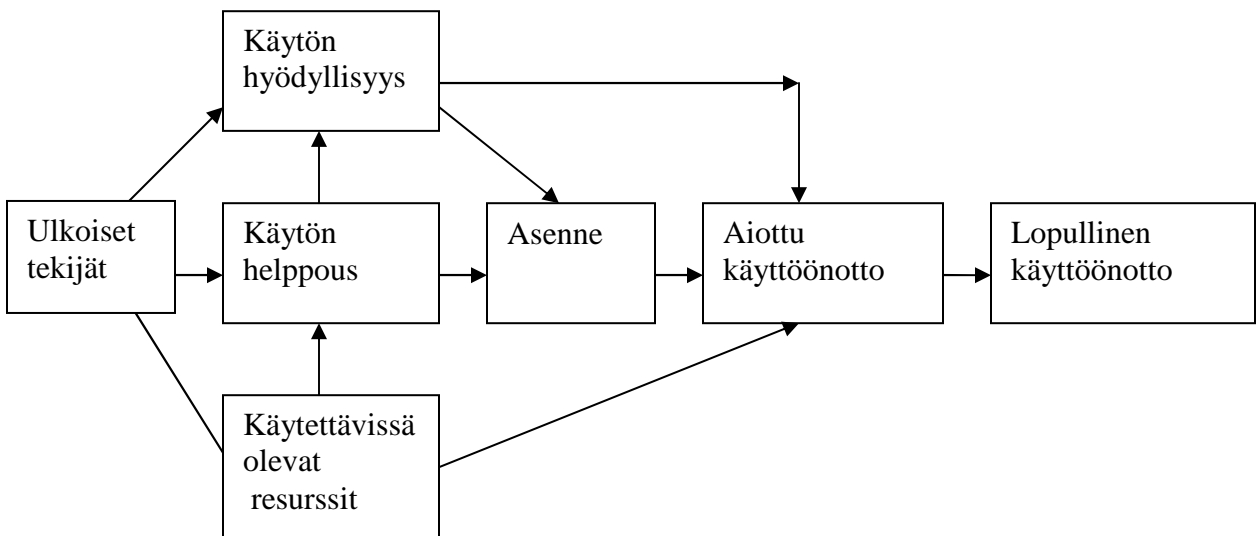 Käytön
hyödyllisyys
Ulkoiset
tekijät
Käytön
helppous
Asenne
Aiottu
käyttöönotto
Lopullinen
käyttöönotto
Käytettävissä
olevat
resurssit